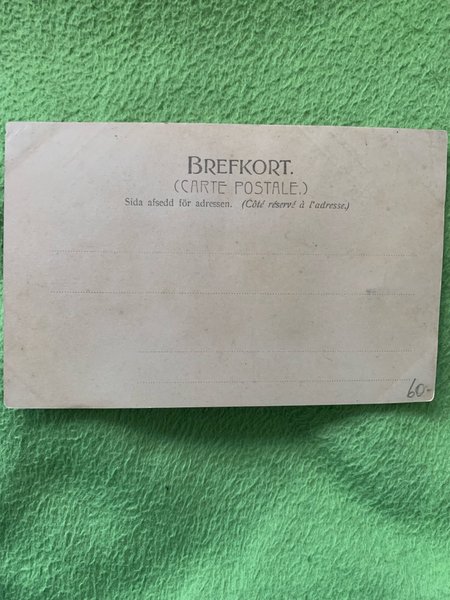 BREFKORT.
(CARTE POSTALE.)
Sida afsedd för adressen. (Côté réservé à l'adresse.)
60-